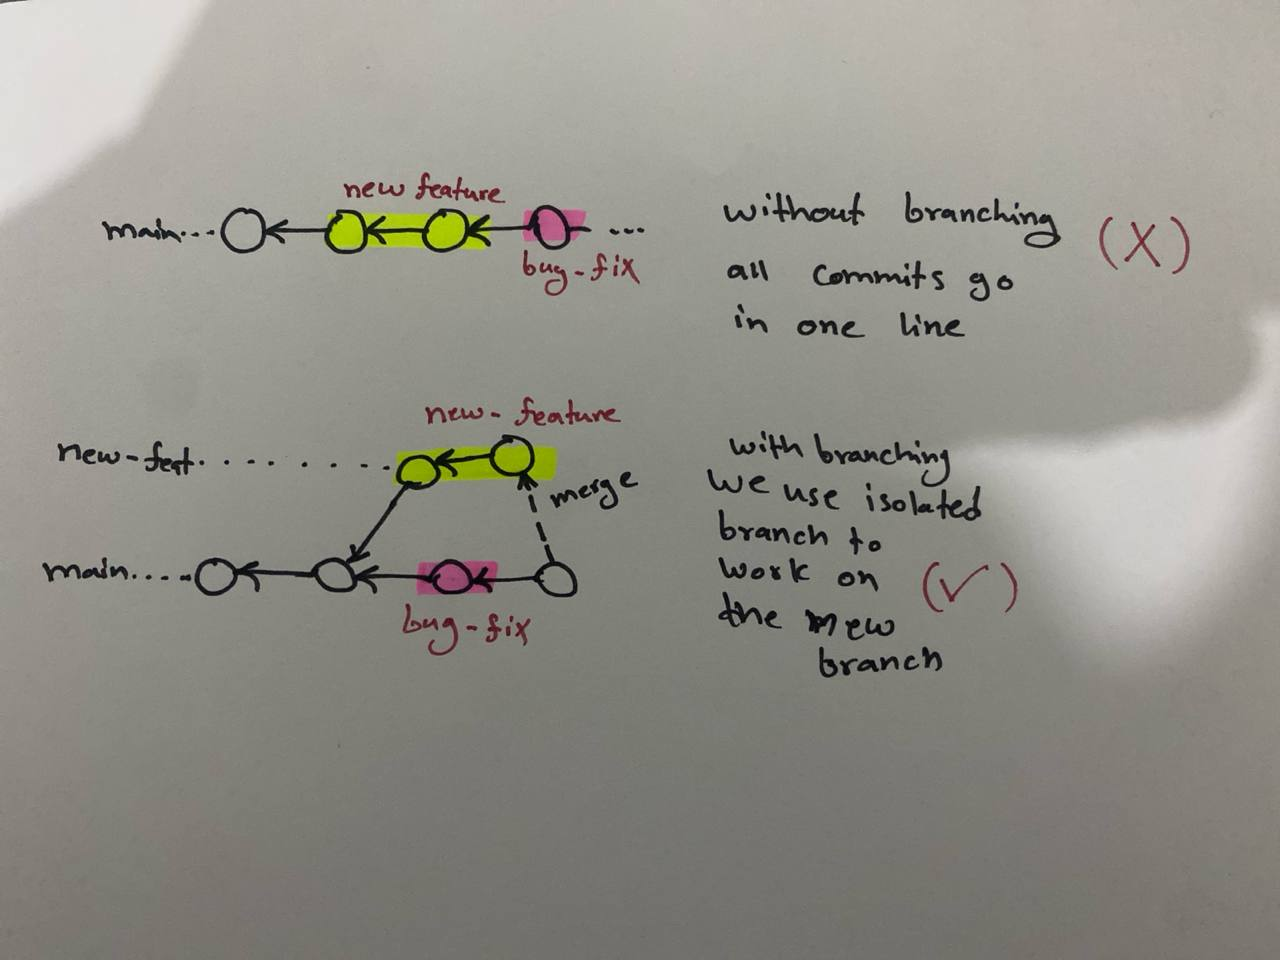 new feature
main...
...
bug-fix
without branching (X)
all commits go
in one line
new-feature
new-feat..........
merge
main.....
bug-fix
with branching
we use isolated
branch to
work on (✓)
the new
branch